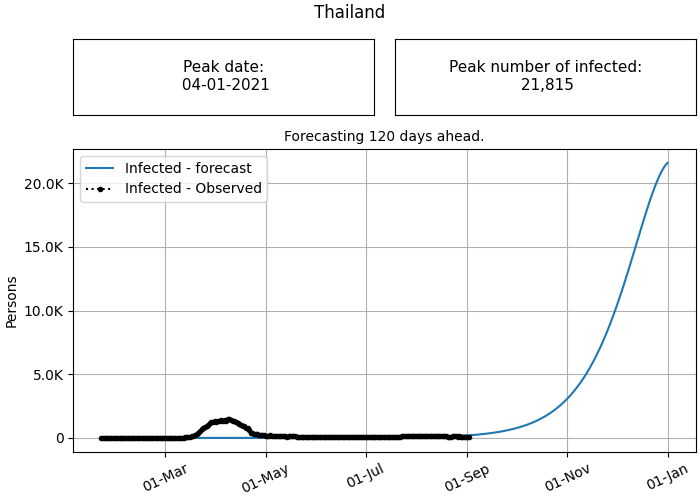 Thailand
Peak date:
04-01-2021
Peak number of infected:
21,815
Forecasting 120 days ahead.
Infected - forecast
Infected - Observed
Persons
20.0K
15.0K
10.0K
5.0K
0
01-Mar
01-May
01-Jul
01-Sep
01-Nov
01-Jan